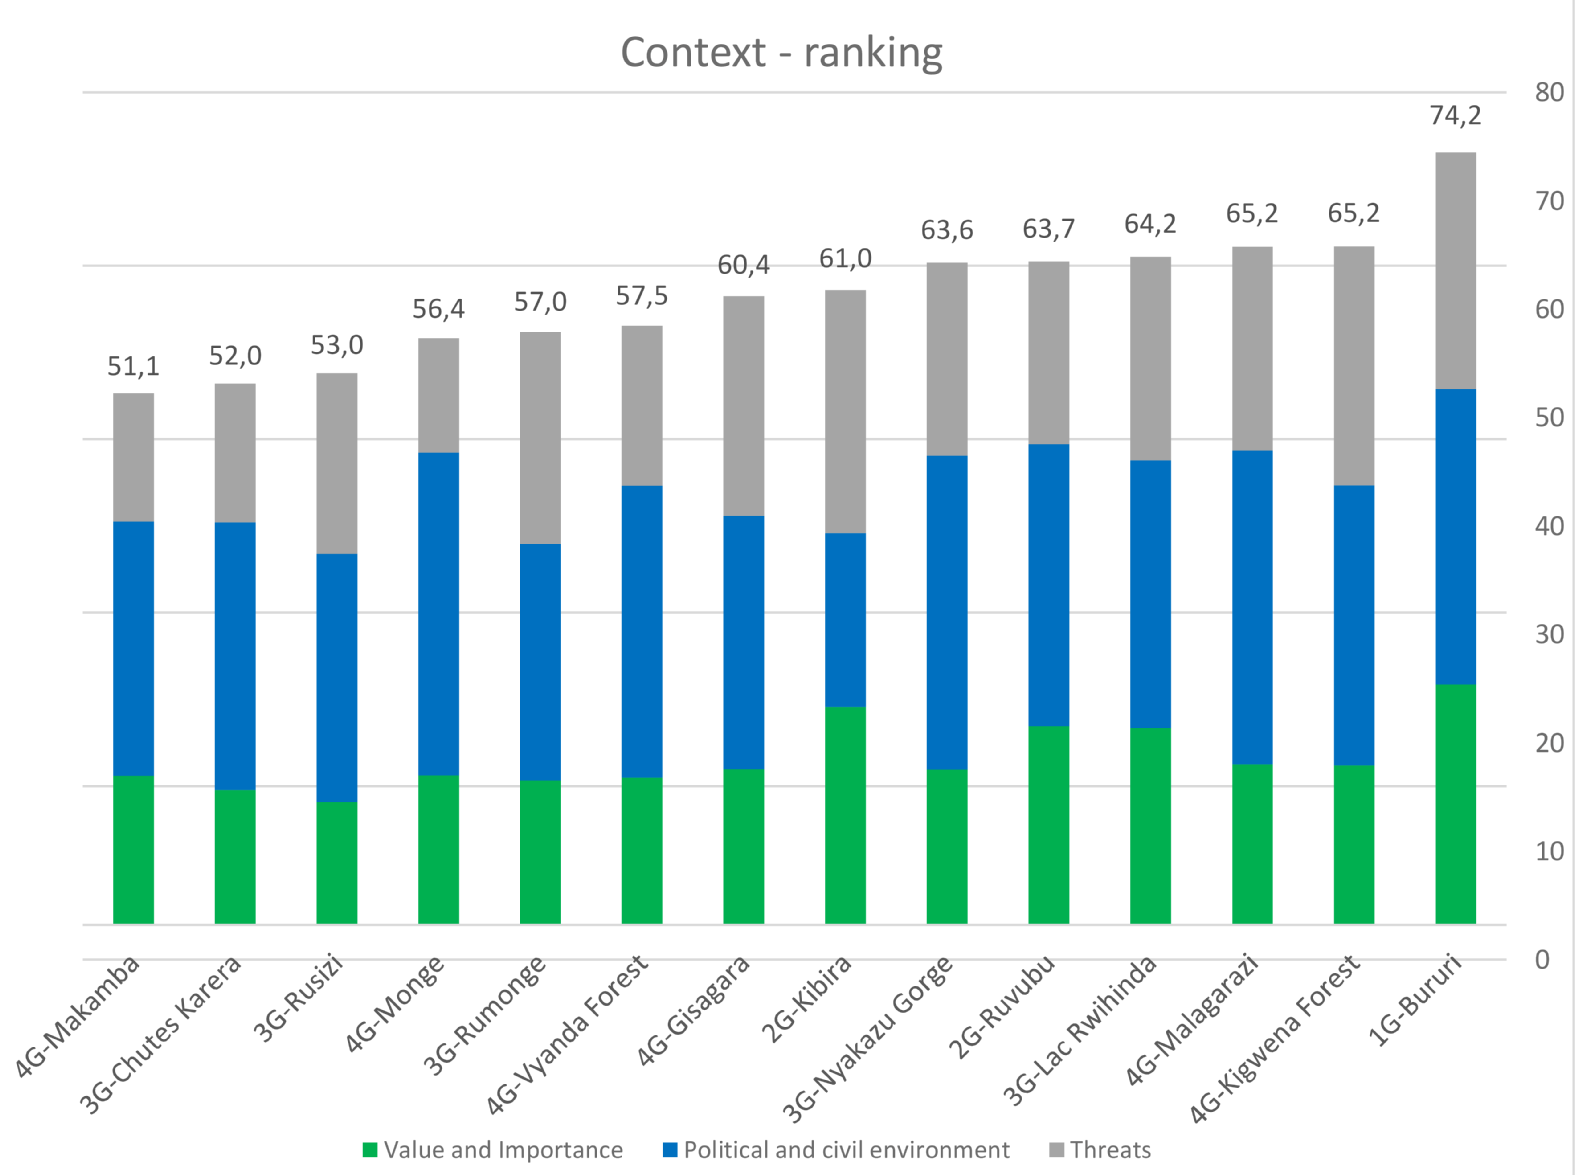 Context - ranking
80
70
60
50
40
30
20
10
0
51,1
52,0
53,0
56,4
57,0
57,5
60,4
61,0
63,6
63,7
64,2
65,2
65,2
74,2
4G-Makamba
3G-Chutes Karera
3G-Rusizi
4G-Monge
3G-Rumonge
4G-Vyanda Forest
4G-Gisagara
2G-Kibira
3G-Nyakazu Gorge
2G-Ruvubu
3G-Lac Rwihinda
4G-Malagarazi
4G-Kigwena Forest
1G-Bururi
Value and Importance
Political and civil environment
Threats